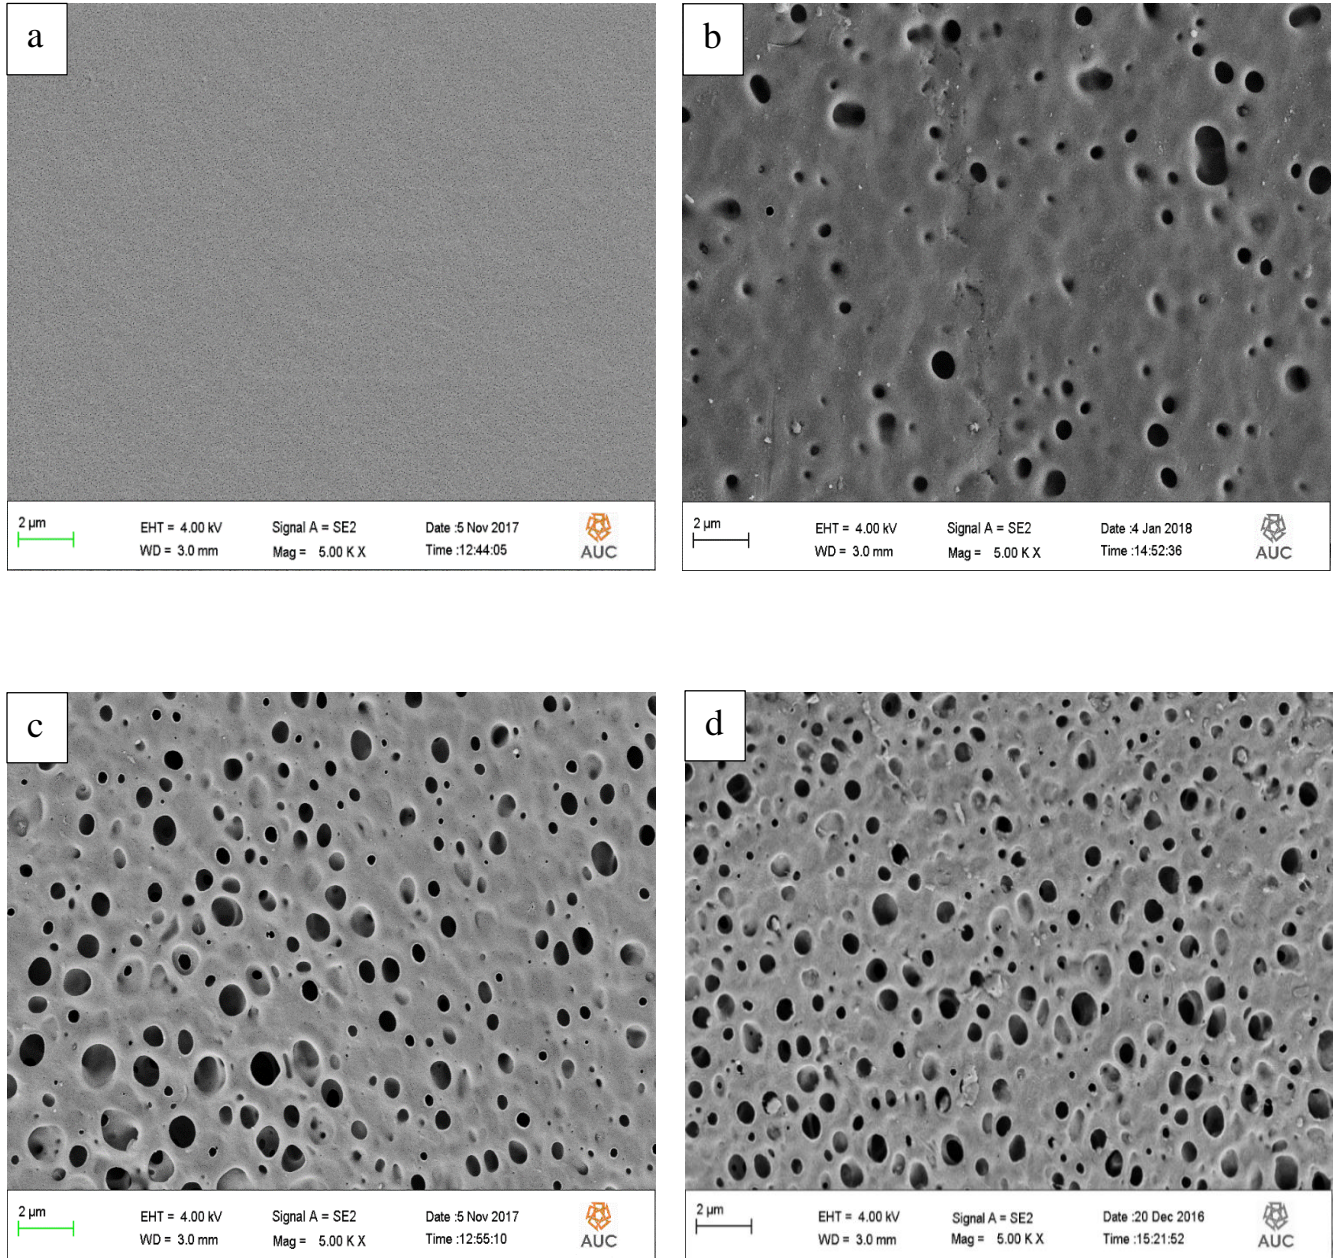 a
2 µm
EHT = 4.00 kV
WD = 3.0 mm
Signal A = SE2
Mag = 5.00 K X
Date :5 Nov 2017
Time :12:44:05
AUC
b
2 µm
EHT = 4.00 kV
WD = 3.0 mm
Signal A = SE2
Mag = 5.00 K X
Date :4 Jan 2018
Time :14:52:36
AUC
c
2 µm
EHT = 4.00 kV
WD = 3.0 mm
Signal A = SE2
Mag = 5.00 K X
Date :5 Nov 2017
Time :12:55:10
AUC
d
2 µm
EHT = 4.00 kV
WD = 3.0 mm
Signal A = SE2
Mag = 5.00 K X
Date :20 Dec 2016
Time :15:21:52
AUC